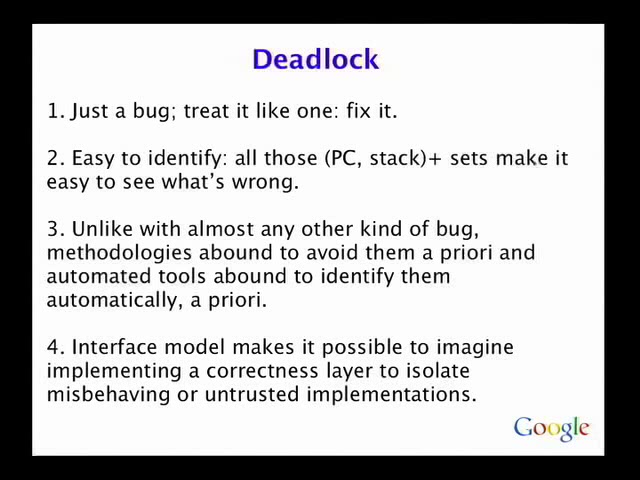 Deadlock
1. Just a bug; treat it like one: fix it.
2. Easy to identify: all those (PC, stack)+ sets make it
easy to see what's wrong.
3. Unlike with almost any other kind of bug,
methodologies abound to avoid them a priori and
automated tools abound to identify them
automatically, a priori.
4. Interface model makes it possible to imagine
implementing a correctness layer to isolate
misbehaving or untrusted implementations.
Google